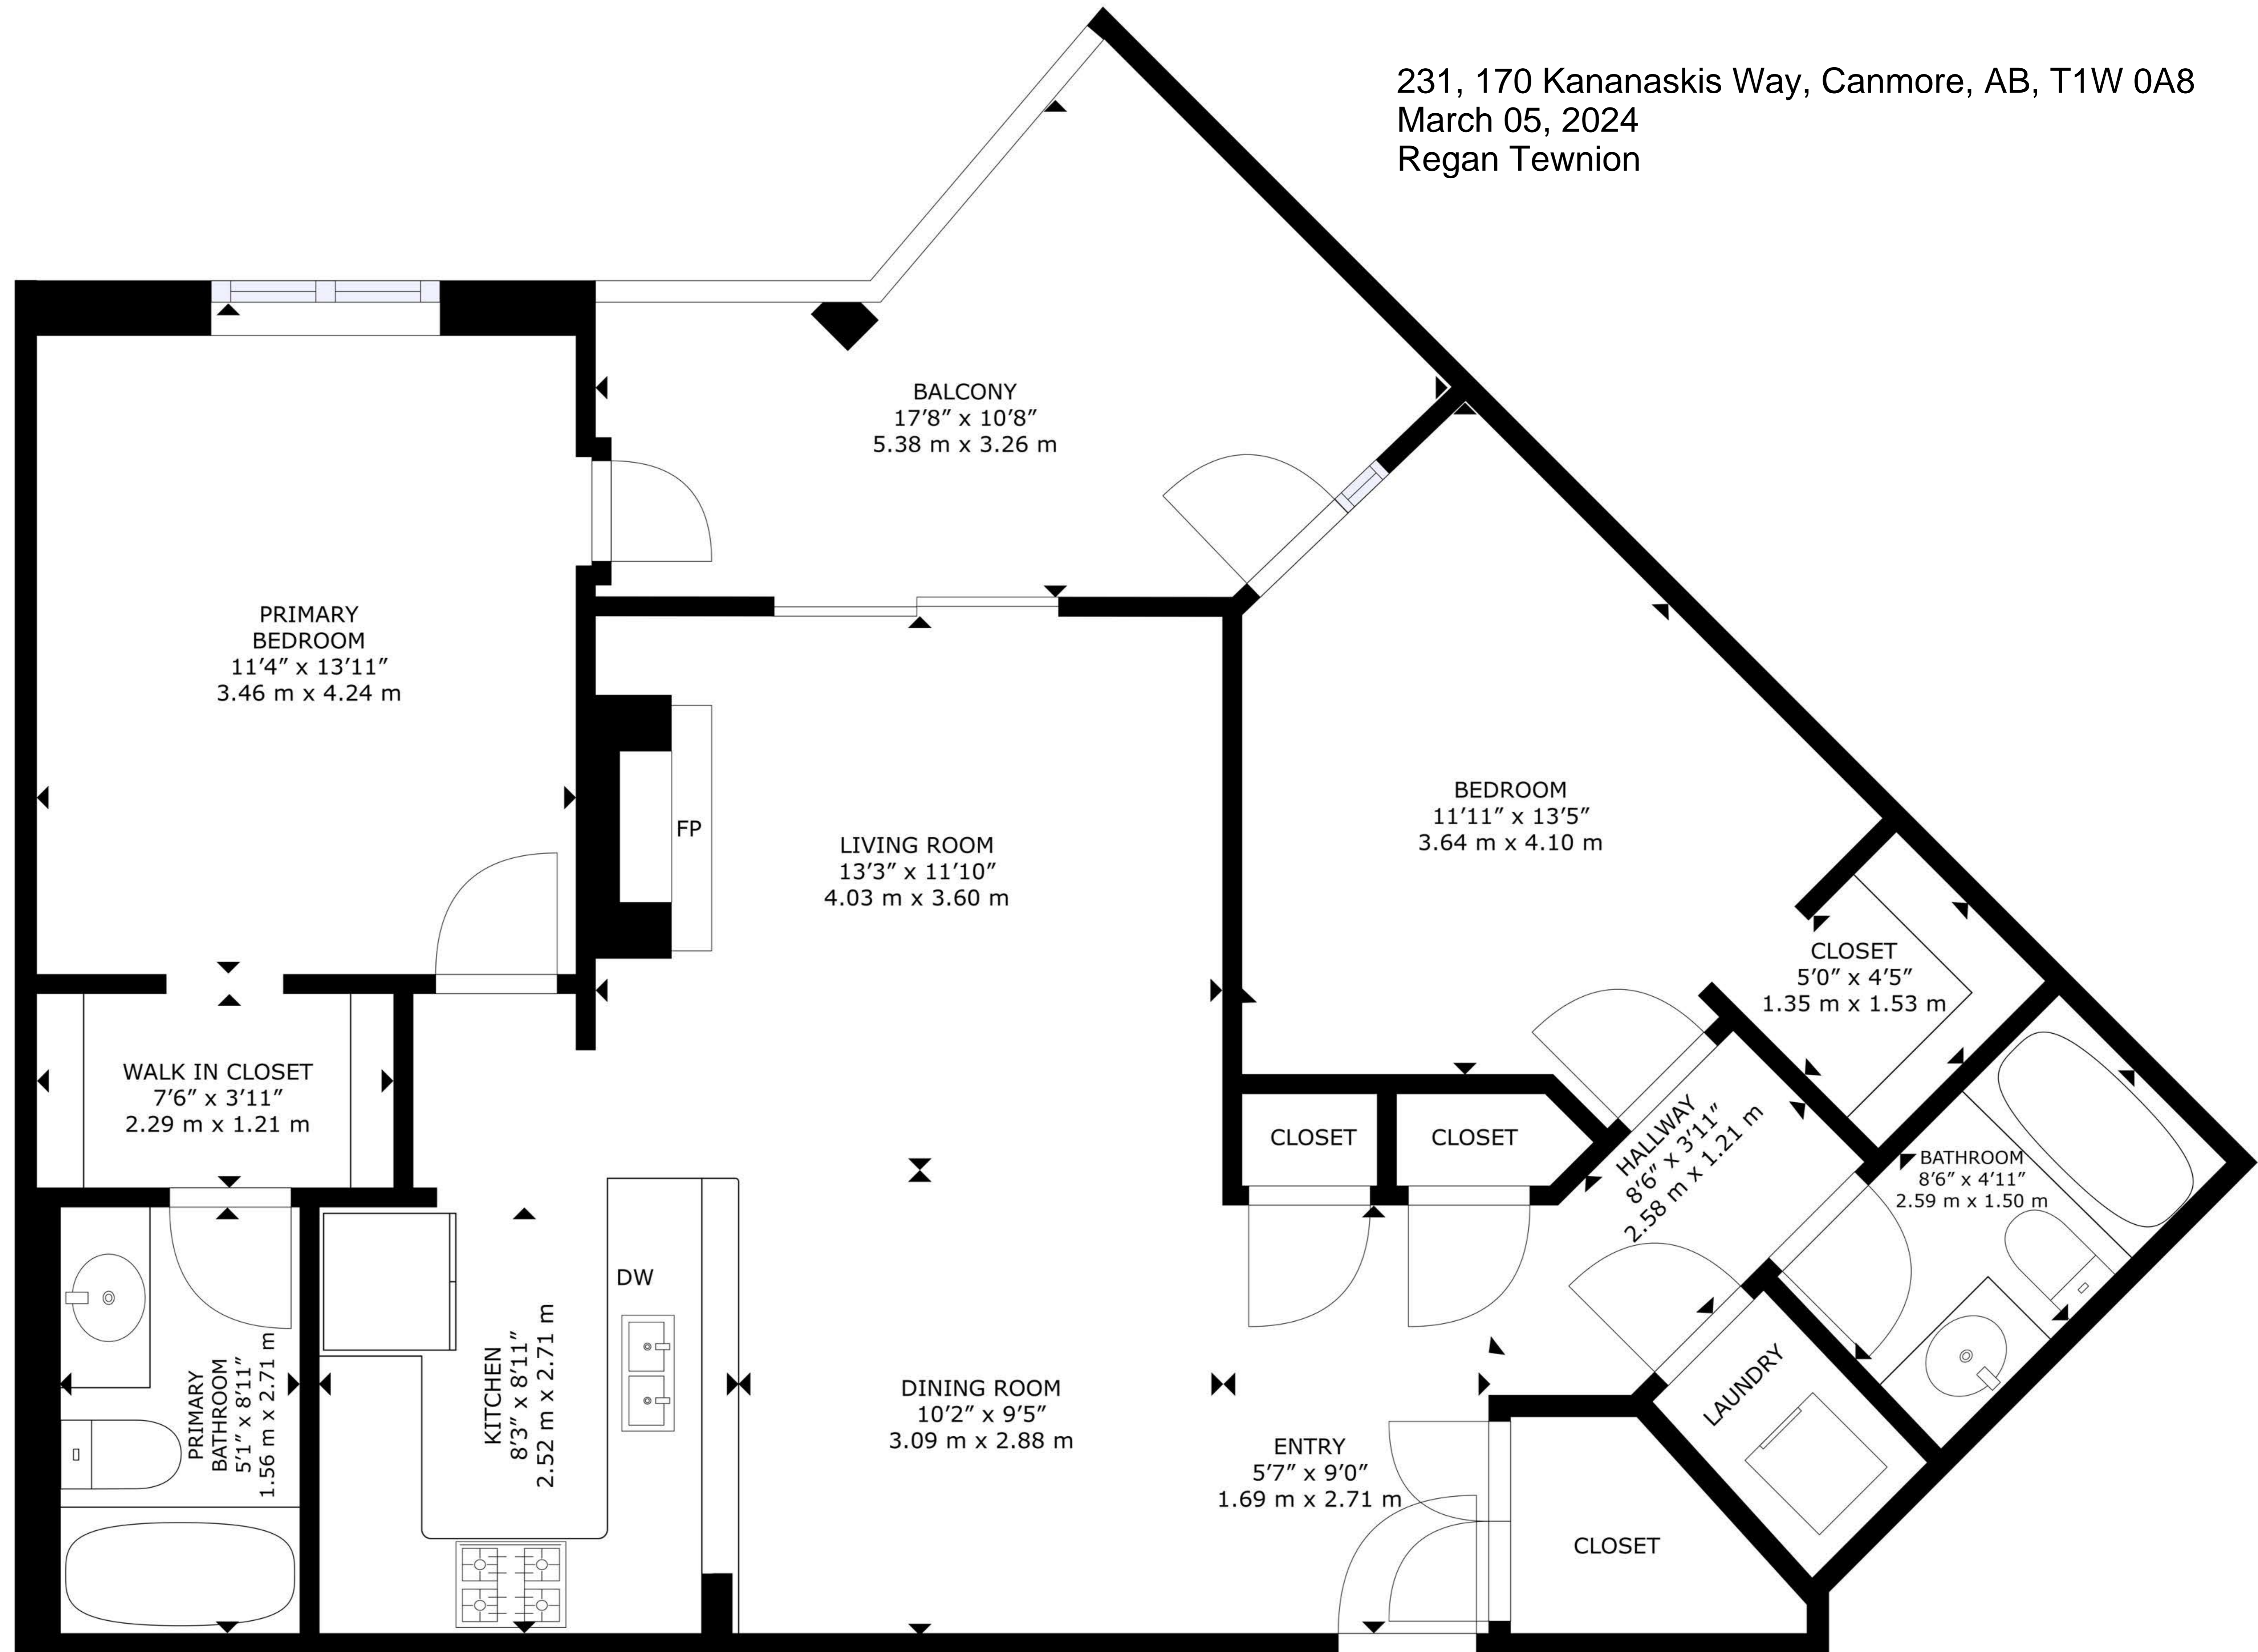 231, 170 Kananaskis Way, Canmore, AB, T1W 0A8
March 05, 2024
Regan Tewnion
BALCONY
17'8" x 10'8"
5.38 m x 3.26 m
PRIMARY
BEDROOM
11'4" x 13'11"
3.46 m x 4.24 m
FP
LIVING ROOM
13'3" x 11'10"
4.03 m x 3.60 m
BEDROOM
11'11" x 13'5"
3.64 m x 4.10 m
CLOSET
5'0" x 4'5"
1.35 m x 1.53 m
WALK IN CLOSET
7'6" x 3'11"
2.29 m x 1.21 m
CLOSET
CLOSET
HALLWAY
8'6" x 3'11"
2.58 m x 1.21 m
BATHROOM
8'6" x 4'11"
2.59 m x 1.50 m
PRIMARY
BATHROOM
5'1" x 8'11"
1.56 m x 2.71 m
KITCHEN
8'3" x 8'11"
2.52 m x 2.71 m
DW
DINING ROOM
10'2" x 9'5"
3.09 m x 2.88 m
ENTRY
5'7" x 9'0"
1.69 m x 2.71 m
LAUNDRY
CLOSET